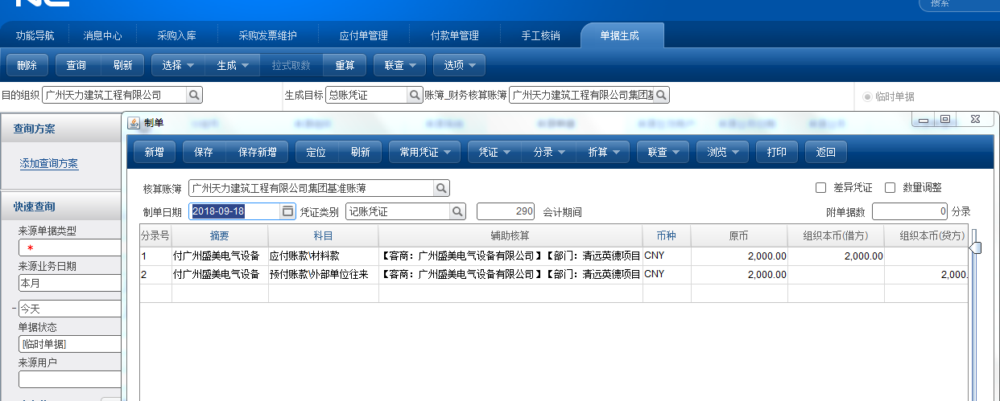 NC
搜索
功能导航 消息中心 采购入库 采购发票维护 应付单管理 付款单管理 手工核销 单据生成
删除 查询 刷新 选择 生成 拉式取数 重算 联查 选项
目的组织 广州天力建筑工程有限公司 生成目标 总账凭证 账簿_财务核算账簿 广州天力建筑工程有限公司集团基 临时单据
查询方案
添加查询方案
快速查询
来源单据类型
*
来源业务日期
本月
今天
单据状态
[临时单据]
来源用户
制单
新增 保存 保存新增 定位 刷新 常用凭证 凭证 分录 折算 联查 浏览 打印 返回
核算账簿 广州天力建筑工程有限公司集团基准账簿 差异凭证 数量调整
制单日期 2018-09-18 凭证类别 记账凭证 290 会计期间 附单据数 0 分录
分录号 摘要 科目 辅助核算 币种 原币 组织本币(借方) 组织本币(贷方)
1 付广州盛美电气设备 应付账款\材料款 【客商：广州盛美电气设备有限公司】【部门：清远英德项目 CNY 2,000.00 2,000.00
2 付广州盛美电气设备 预付账款\外部单位往来 【客商：广州盛美电气设备有限公司】【部门：清远英德项目 CNY 2,000.00 2,000.